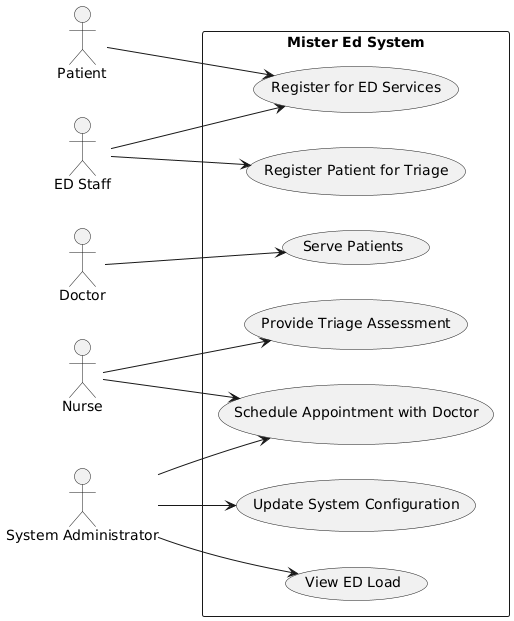 Mister Ed System
Patient
Register for ED Services
ED Staff
Register Patient for Triage
Doctor
Serve Patients
Nurse
Provide Triage Assessment
Schedule Appointment with Doctor
System Administrator
Update System Configuration
View ED Load